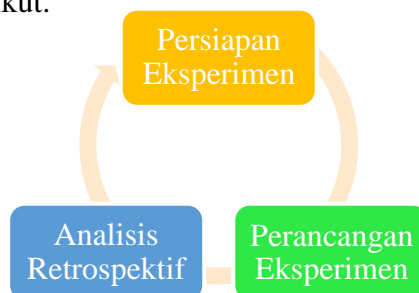 kut.
Persiapan
Eksperimen
Analisis
Retrospektif
Perancangan
Eksperimen